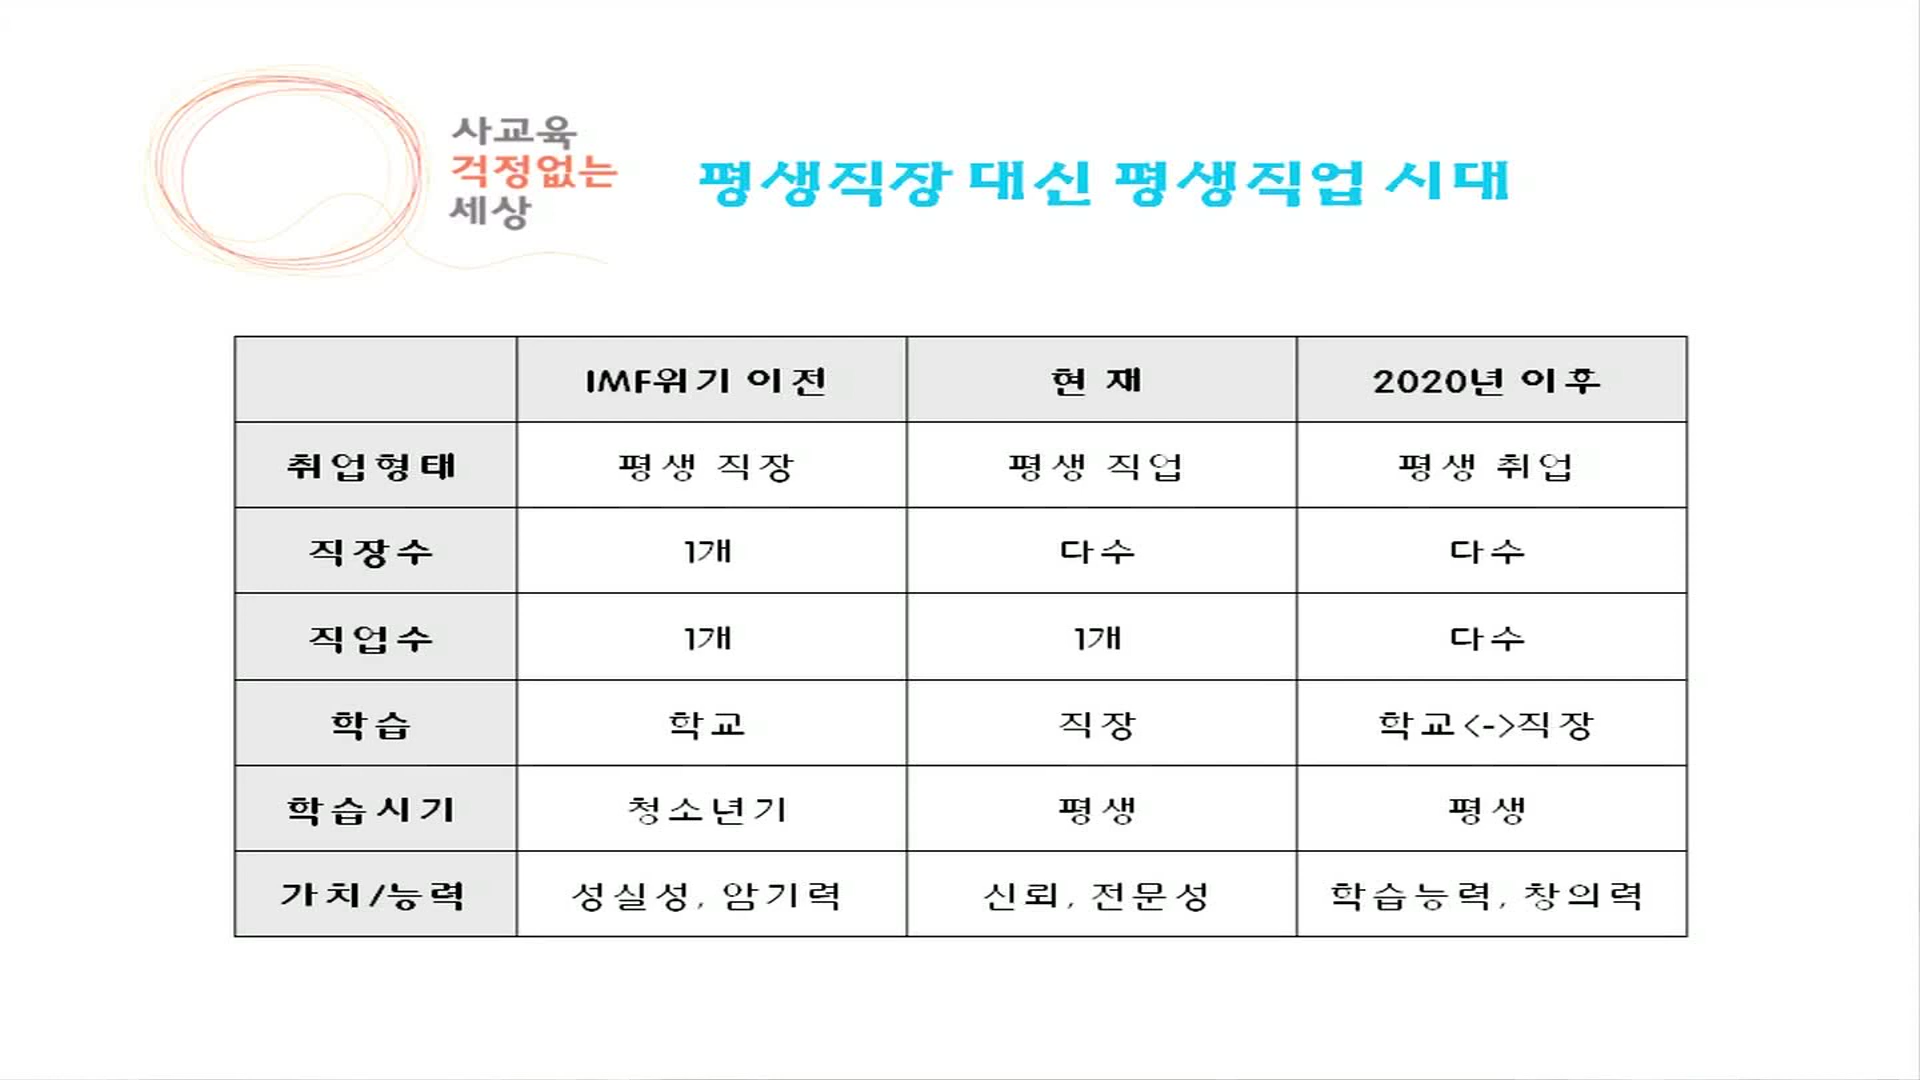 사교육
걱정없는
세상
평생직장 대신 평생직업 시대
IMF위기 이전 현 재 2020년 이후
취업형태 평생 직장 평생 직업 평생 취업
직장수 1개 다수 다수
직업수 1개 1개 다수
학습 학교 직장 학교<->직장
학습시기 청소년기 평생 평생
가치/능력 성실성, 암기력 신뢰, 전문성 학습능력, 창의력